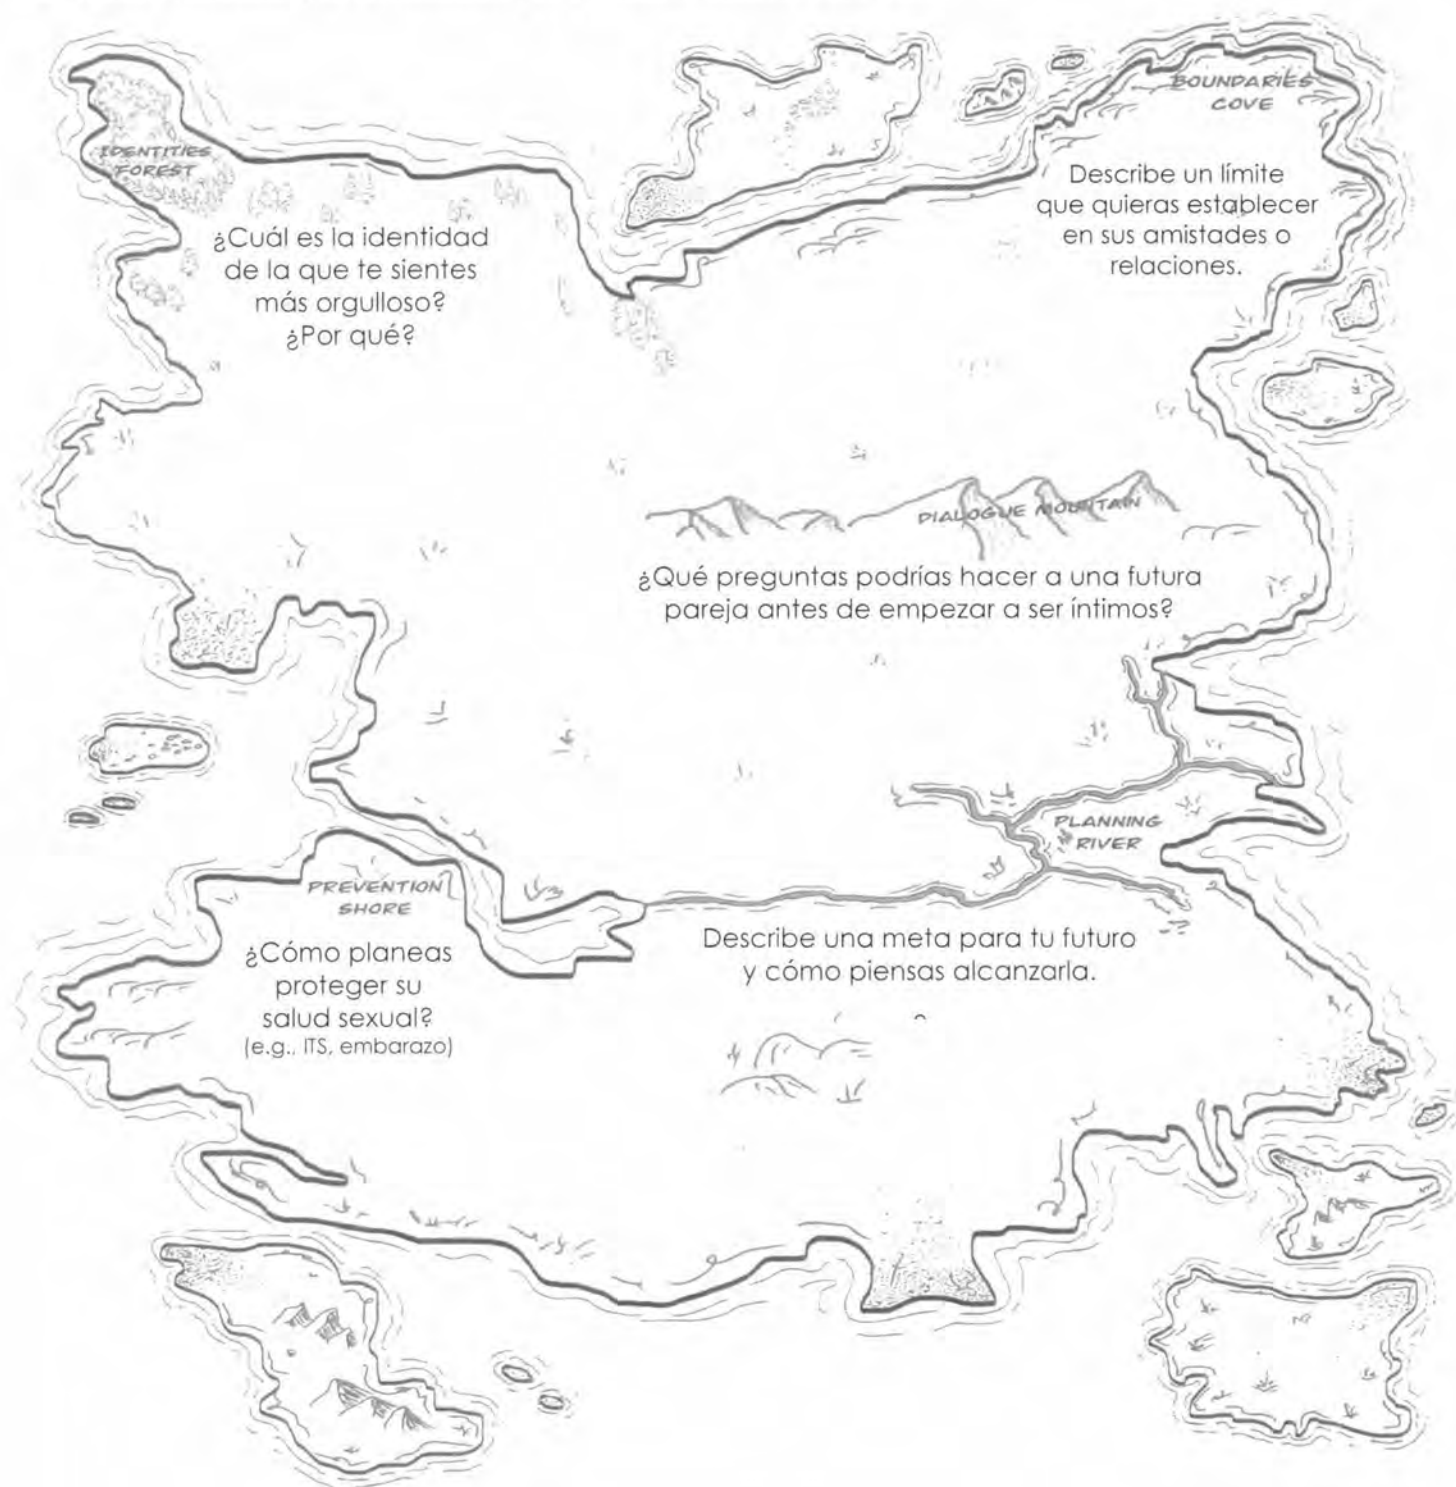 BOUNDARIES
COVE
IDENTITIES
FOREST
Describe un límite
que quieras establecer
en sus amistades o
relaciones.
¿Cuál es la identidad
de la que te sientes
más orgulloso?
¿Por qué?
DIALOGUE MOUNTAIN
¿Qué preguntas podrías hacer a una futura
pareja antes de empezar a ser íntimos?
PLANNING
RIVER
PREVENTION
SHORE
¿Cómo planeas
proteger su
salud sexual?
(e.g., ITS, embarazo)
Describe una meta para tu futuro
y cómo piensas alcanzarla.